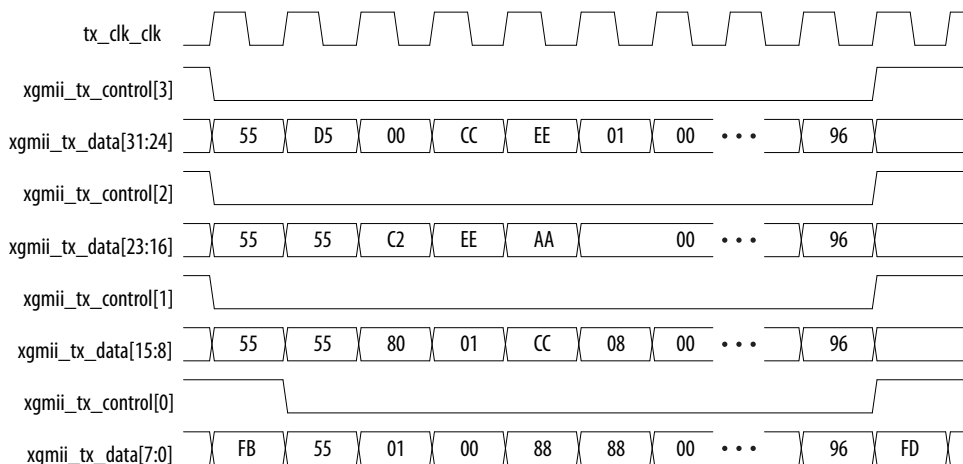 tx_clk_clk
xgmii_tx_control[3]
xgmii_tx_data[31:24] 55 D5 00 CC EE 01 00 • • • 96
xgmii_tx_control[2]
xgmii_tx_data[23:16] 55 55 C2 EE AA 00 • • • 96
xgmii_tx_control[1]
xgmii_tx_data[15:8] 55 55 80 01 CC 08 00 • • • 96
xgmii_tx_control[0]
xgmii_tx_data[7:0] FB 55 01 00 88 88 00 • • • 96 FD